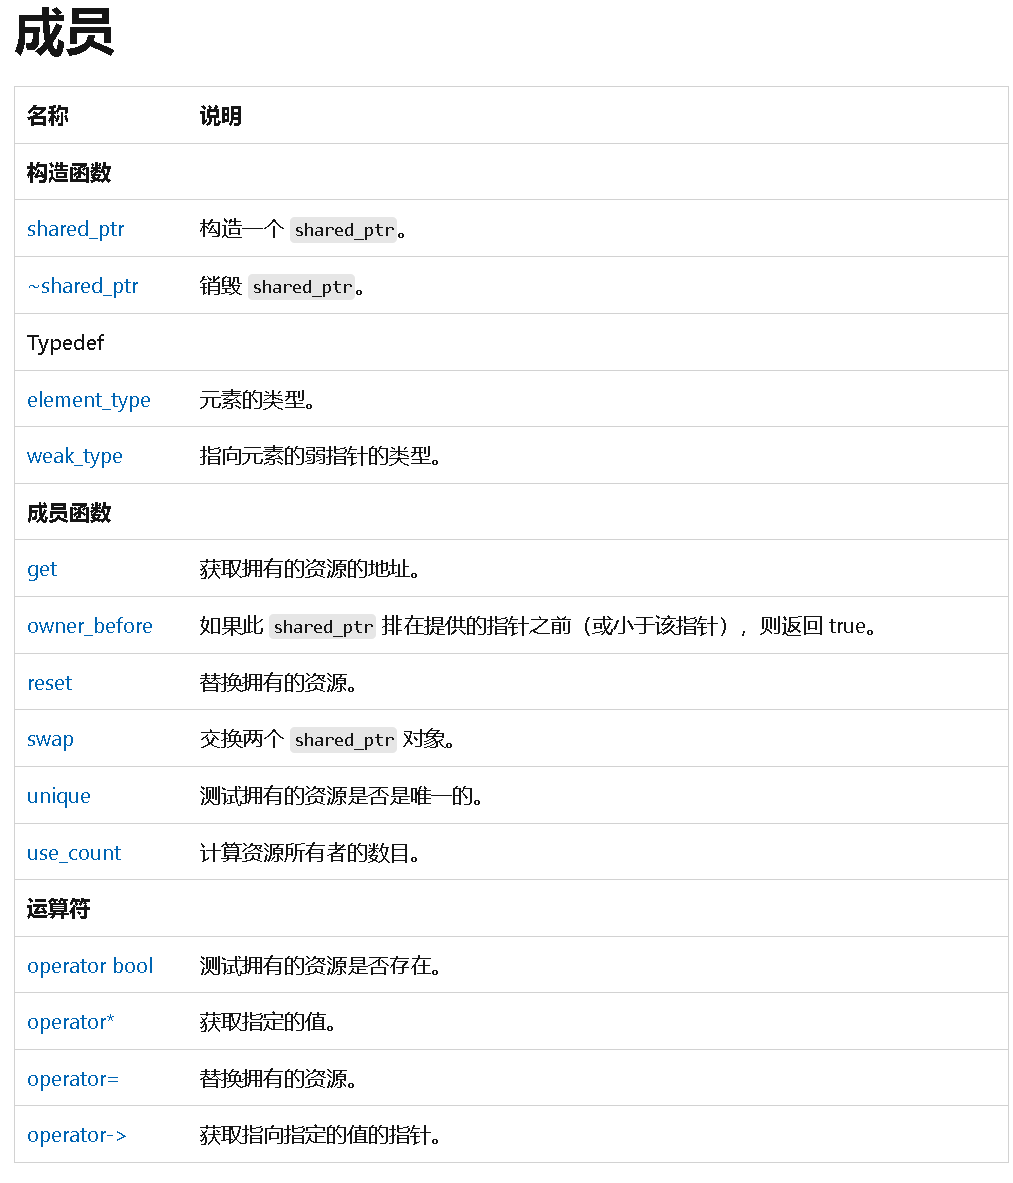 成员
名称 说明
构造函数
shared_ptr 构造一个 shared_ptr。
~shared_ptr 销毁 shared_ptr。
Typedef
element_type 元素的类型。
weak_type 指向元素的弱指针的类型。
成员函数
get 获取拥有的资源的地址。
owner_before 如果此 shared_ptr 排在提供的指针之前（或小于该指针），则返回 true。
reset 替换拥有的资源。
swap 交换两个 shared_ptr 对象。
unique 测试拥有的资源是否是唯一的。
use_count 计算资源所有者的数目。
运算符
operator bool 测试拥有的资源是否存在。
operator* 获取指定的值。
operator= 替换拥有的资源。
operator-> 获取指向指定的值的指针。